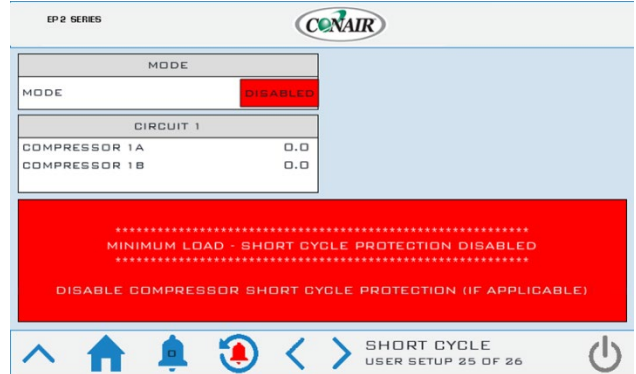 EP2 SERIES
CONAIR
MODE
MODE DISABLED
CIRCUIT 1
COMPRESSOR 1A 0.0
COMPRESSOR 1B 0.0
***********************************************************
MINIMUM LOAD - SHORT CYCLE PROTECTION DISABLED
***********************************************************
DISABLE COMPRESSOR SHORT CYCLE PROTECTION (IF APPLICABLE)
0
SHORT CYCLE
USER SETUP 25 OF 26